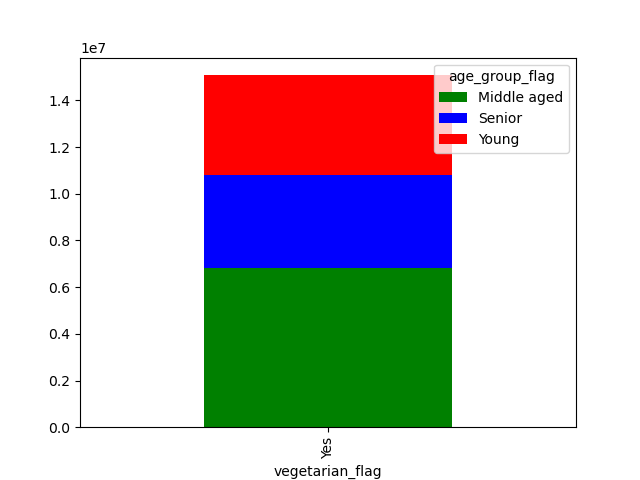 1e7
age_group_flag
Middle aged
Senior
Young
1.4
1.2
1.0
0.8
0.6
0.4
0.2
0.0
Yes
vegetarian_flag